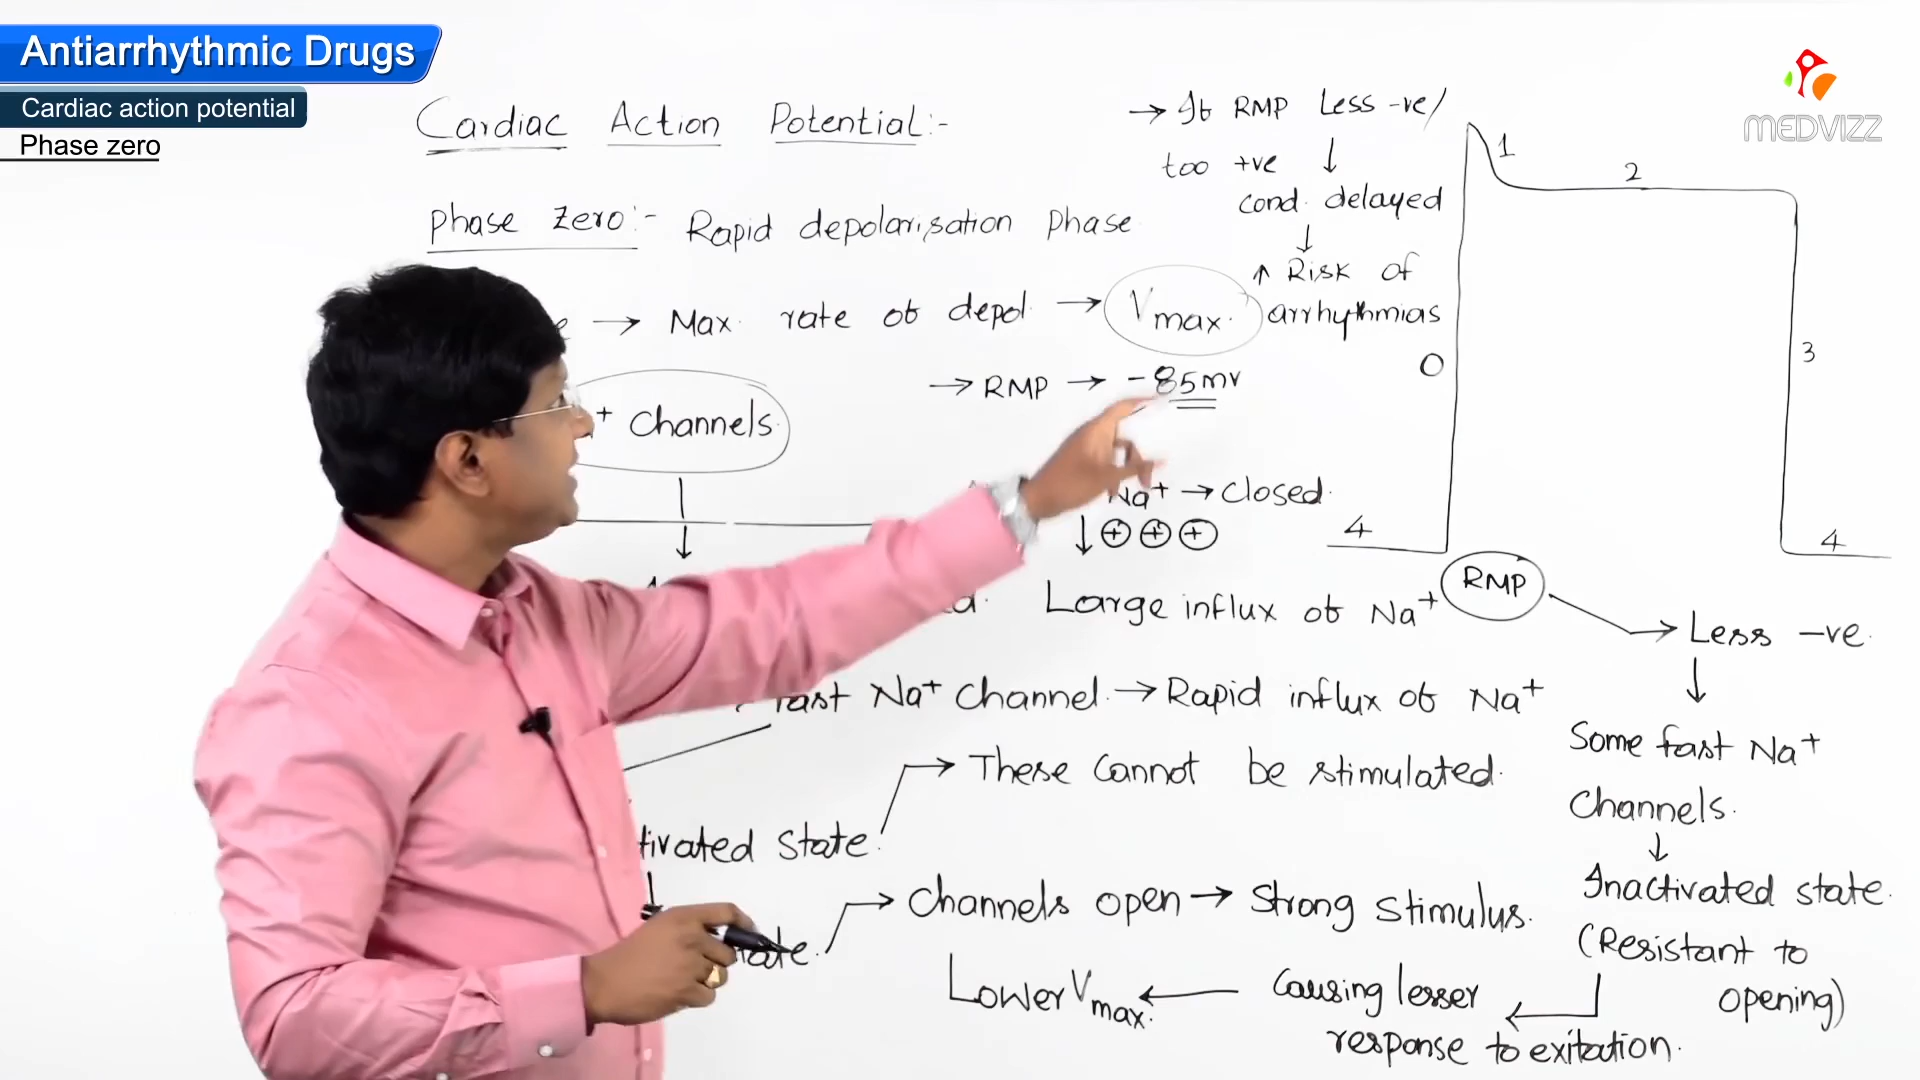 Antiarrhythmic Drugs
Cardiac action potential
Phase zero
MEDVIZZ
Cardiac Action Potential:-
Phase Zero:- Rapid depolarisation Phase
→ Max. rate of depol. → Vmax.
→ RMP → -85mv
+ Channels
Na+ → Closed.
↓ + + +
Large influx of Na+
fast Na+ Channel. → Rapid influx of Na+
→ These Cannot be stimulated.
tivated State.
→ Channels open → Strong Stimulus.
tate.
→ If RMP Less -ve/
too +ve ↓
Cond. delayed
↓
↑ Risk of
arrhythmias
0
1
2
3
4
4
RMP
→ Less -ve.
↓
Some fast Na+
Channels.
↓
Inactivated state.
(Resistant to
opening)
Causing lesser
response to exitation.
Lower Vmax. ←